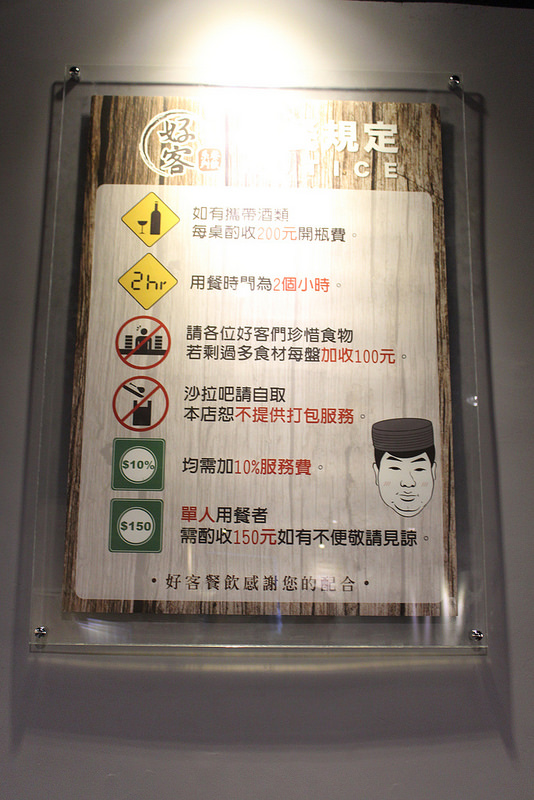 好客
規定
ICE
如有攜帶酒類
每桌酌收200元開瓶費。
2hr
用餐時間為2個小時。
請各位好客們珍惜食物
若剩過多食材每盤加收100元。
沙拉吧請自取
本店恕不提供打包服務。
$10%
均需加10%服務費。
$150
單人用餐者
需酌收150元如有不便敬請見諒。
•好客餐飲感謝您的配合•